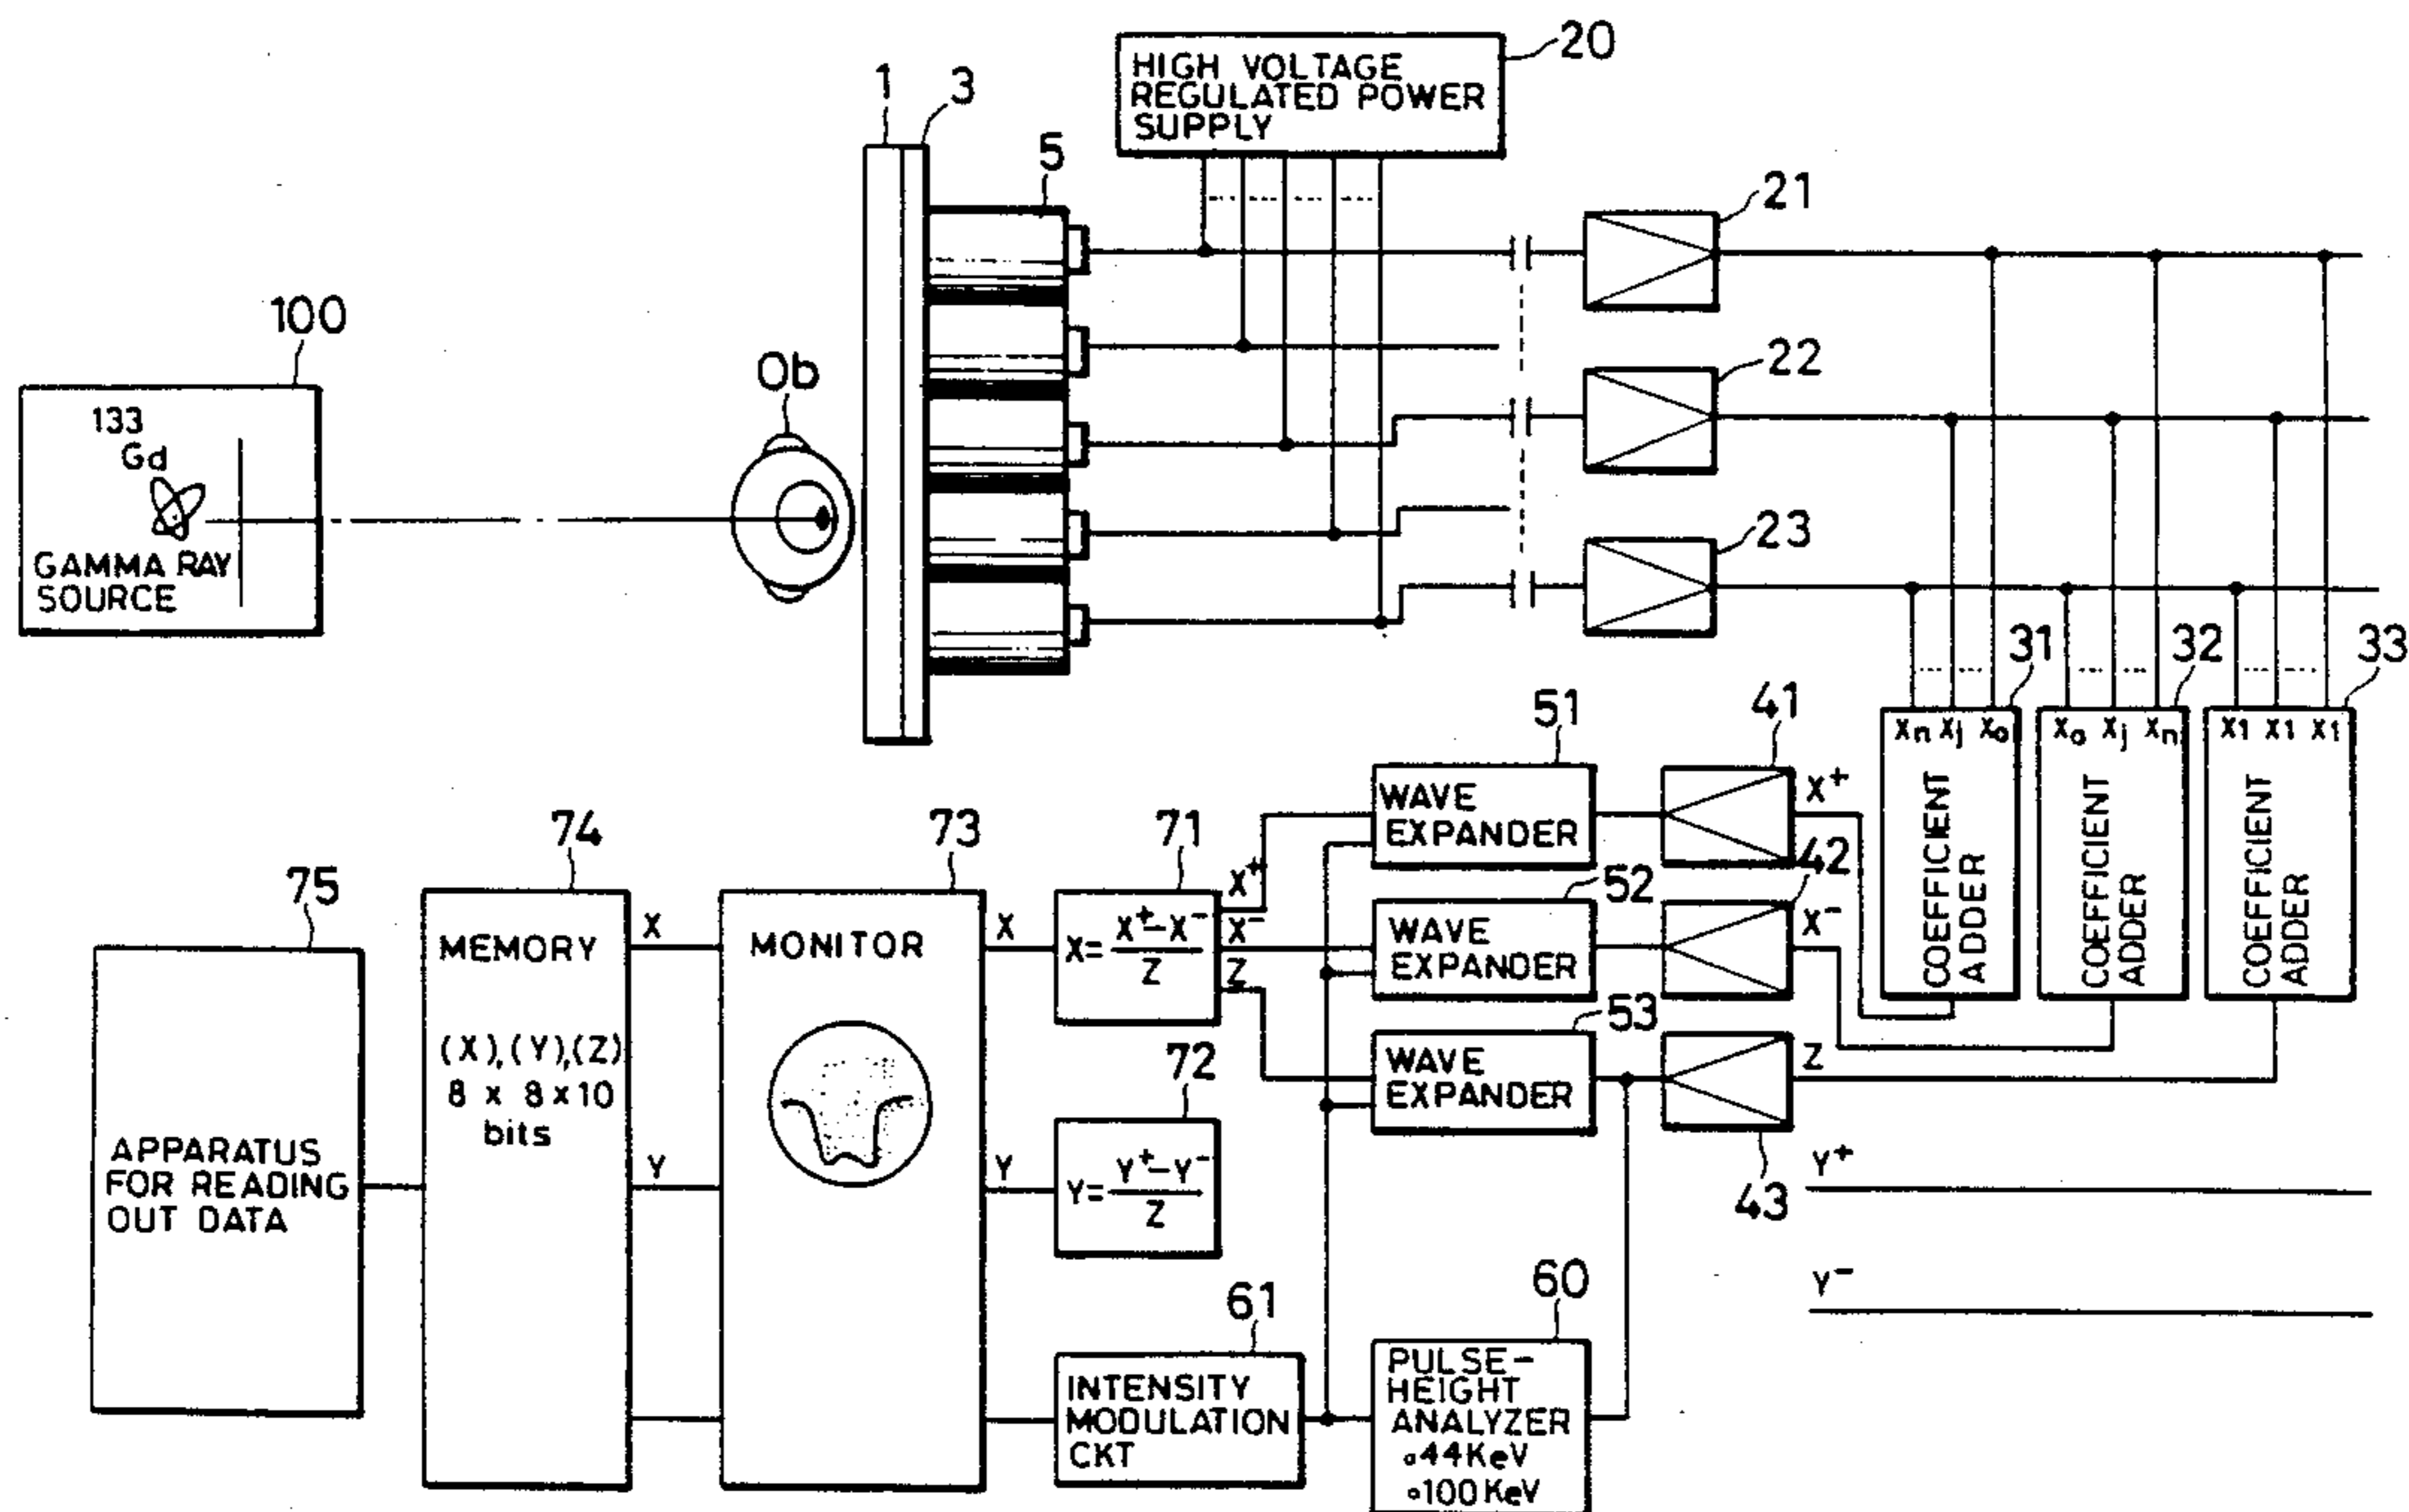 20
HIGH VOLTAGE
REGULATED POWER
SUPPLY
1
3
5
21
100
133
Gd
GAMMA RAY
SOURCE
Ob
22
23
31
32
33
Xn Xj Xo
Xo Xj Xn
X1 X1 X1
COEFFICIENT
ADDER
COEFFICIENT
ADDER
COEFFICIENT
ADDER
51
41
WAVE
EXPANDER
X+
74
73
71
75
52
42
MEMORY
X
MONITOR
X
X= X+-X- / Z
X+
X-
Z
WAVE
EXPANDER
X-
(X),(Y),(Z)
8 x 8x10
bits
53
WAVE
EXPANDER
Z
43
72
APPARATUS
FOR READING
OUT DATA
Y
Y
Y= Y+-Y- / Z
Y+
Y-
61
60
INTENSITY
MODULATION
CKT
PULSE-
HEIGHT
ANALYZER
∘44KeV
∘100KeV